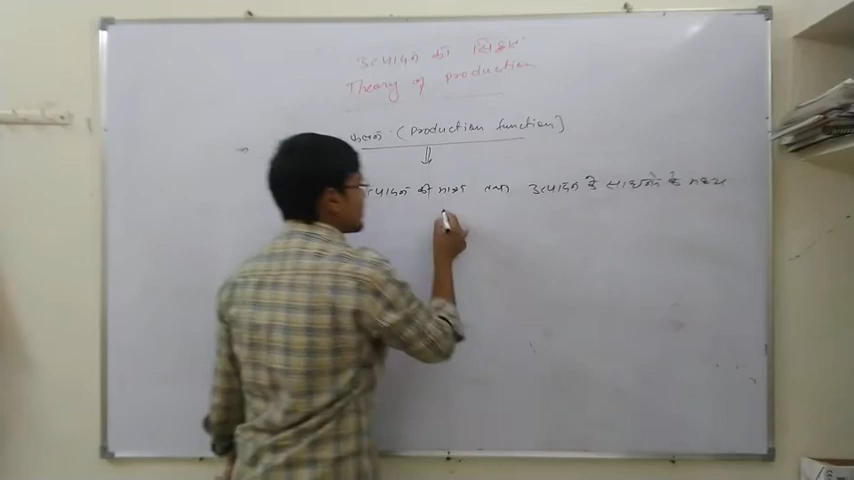 उत्पादन का सिद्धांत
Theory of production
फलन (Production function)
उत्पादन की मात्रा तथा उत्पादन के साधनों के मध्य